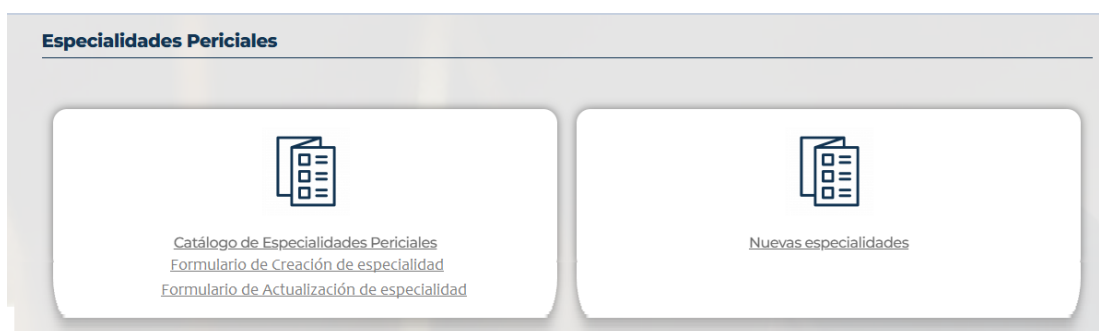 Especialidades Periciales
Catálogo de Especialidades Periciales
Formulario de Creación de especialidad
Formulario de Actualización de especialidad
Nuevas especialidades